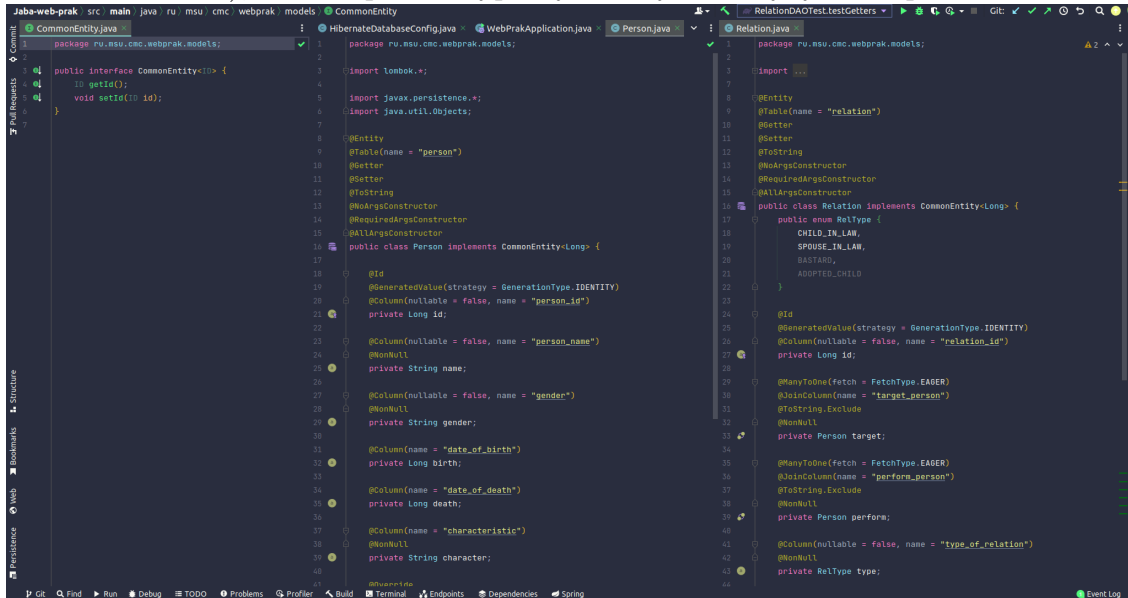 Jaba-web-prak src main java ru msu cmc webprak models CommonEntity
RelationDAOTest.testGetters
Git:
CommonEntity.java
HibernateDatabaseConfig.java
WebPrakApplication.java
Person.java
Relation.java
Commit
Pull Requests
Structure
Bookmarks
Web
Persistence
1 package ru.msu.cmc.webprak.models;
2
3 public interface CommonEntity<ID> {
4 ID getId();
5 void setId(ID id);
6 }
7
1 package ru.msu.cmc.webprak.models;
2
3 import lombok.*;
4
5 import javax.persistence.*;
6 import java.util.Objects;
7
8 @Entity
9 @Table(name = "person")
10 @Getter
11 @Setter
12 @ToString
13 @NoArgsConstructor
14 @RequiredArgsConstructor
15 @AllArgsConstructor
16 public class Person implements CommonEntity<Long> {
17
18 @Id
19 @GeneratedValue(strategy = GenerationType.IDENTITY)
20 @Column(nullable = false, name = "person_id")
21 private Long id;
22
23 @Column(nullable = false, name = "person_name")
24 @NonNull
25 private String name;
26
27 @Column(nullable = false, name = "gender")
28 @NonNull
29 private String gender;
30
31 @Column(name = "date_of_birth")
32 private Long birth;
33
34 @Column(name = "date_of_death")
35 private Long death;
36
37 @Column(name = "characteristic")
38 @NonNull
39 private String character;
40
41 @Override
1 package ru.msu.cmc.webprak.models;
2
3 import ...
7
8 @Entity
9 @Table(name = "relation")
10 @Getter
11 @Setter
12 @ToString
13 @NoArgsConstructor
14 @RequiredArgsConstructor
15 @AllArgsConstructor
16 public class Relation implements CommonEntity<Long> {
17 public enum RelType {
18 CHILD_IN_LAW,
19 SPOUSE_IN_LAW,
20 BASTARD,
21 ADOPTED_CHILD
22 }
23
24 @Id
25 @GeneratedValue(strategy = GenerationType.IDENTITY)
26 @Column(nullable = false, name = "relation_id")
27 private Long id;
28
29 @ManyToOne(fetch = FetchType.EAGER)
30 @JoinColumn(name = "target_person")
31 @ToString.Exclude
32 @NonNull
33 private Person target;
34
35 @ManyToOne(fetch = FetchType.EAGER)
36 @JoinColumn(name = "perform_person")
37 @ToString.Exclude
38 @NonNull
39 private Person perform;
40
41 @Column(nullable = false, name = "type_of_relation")
42 @NonNull
43 private RelType type;
44
2
Git Find Run Debug TODO Problems Profiler Build Terminal Endpoints Dependencies Spring Event Log